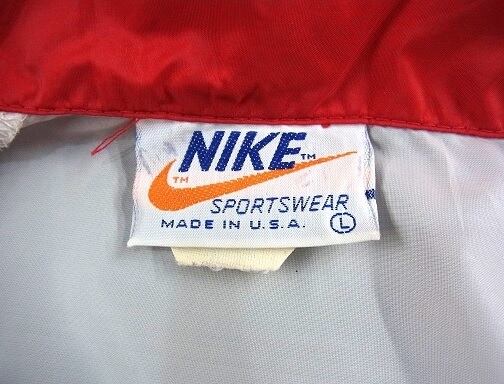 NIKE™
™
SPORTSWEAR
MADE IN U.S.A. Ⓛ